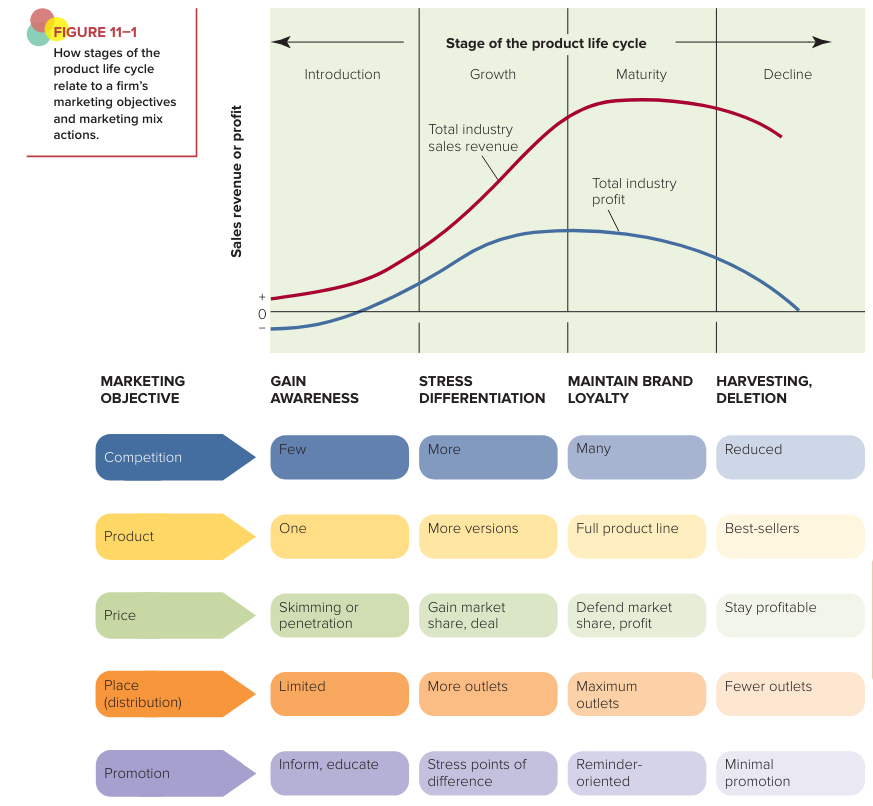 FIGURE 11–1
How stages of the
product life cycle
relate to a firm's
marketing objectives
and marketing mix
actions.
Stage of the product life cycle
Introduction
Growth
Maturity
Decline
Sales revenue or profit
Total industry
sales revenue
Total industry
profit
+
0
–
MARKETING
OBJECTIVE
GAIN
AWARENESS
STRESS
DIFFERENTIATION
MAINTAIN BRAND
LOYALTY
HARVESTING,
DELETION
Competition
Few
More
Many
Reduced
Product
One
More versions
Full product line
Best-sellers
Price
Skimming or
penetration
Gain market
share, deal
Defend market
share, profit
Stay profitable
Place
(distribution)
Limited
More outlets
Maximum
outlets
Fewer outlets
Promotion
Inform, educate
Stress points of
difference
Reminder-
oriented
Minimal
promotion